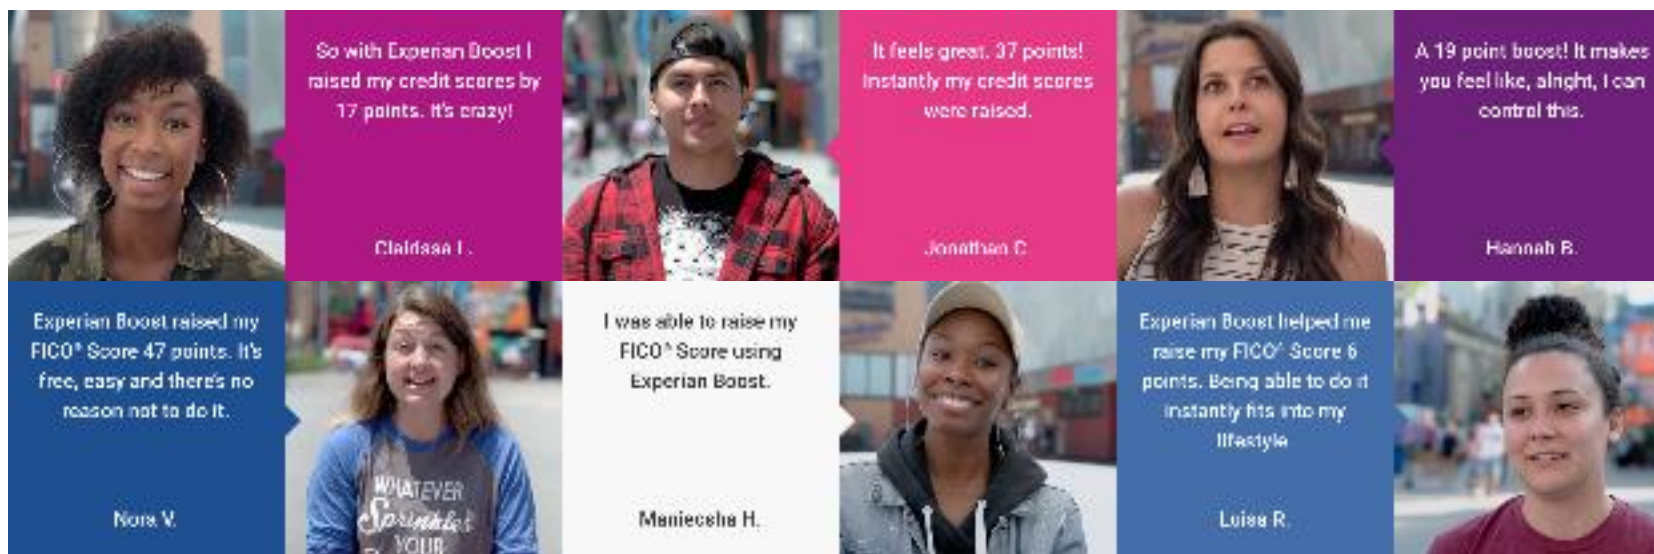 So with Experian Boost I
raised my credit scores by
17 points. It's crazy!
It feels great. 37 points!
Instantly my credit scores
were raised.
A 19 point boost! It makes
you feel like, alright, I can
control this.
L.
Jonathan C
Hannah B.
Experian Boost raised my
FICO® Score 47 points. It's
free, easy and there's no
reason not to do it.
I was able to raise my
FICO® Score using
Experian Boost.
Experian Boost helped me
raise my FICO® Score 6
points. Being able to do it
instantly fits into my
lifestyle
WHATEVER
Sprinkles
YOUR
Nora V.
H.
Luisa R.